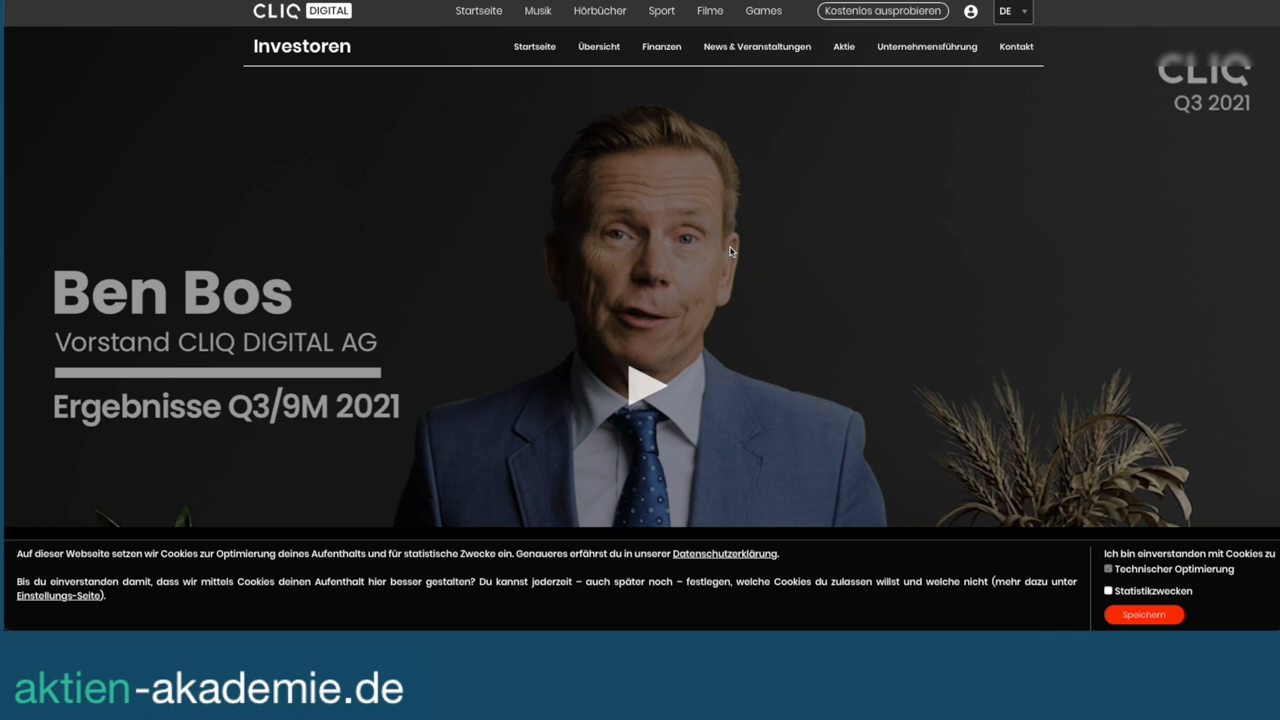 CLIQ DIGITAL
Startseite Musik Hörbücher Sport Filme Games Kostenlos ausprobieren DE
Investoren
Startseite Übersicht Finanzen News & Veranstaltungen Aktie Unternehmensführung Kontakt
CLIQ
Q3 2021
Ben Bos
Vorstand CLIQ DIGITAL AG
Ergebnisse Q3/9M 2021
Auf dieser Webseite setzen wir Cookies zur Optimierung deines Aufenthalts und für statistische Zwecke ein. Genaueres erfährst du in unserer Datenschutzerklärung.
Bis du einverstanden damit, dass wir mittels Cookies deinen Aufenthalt hier besser gestalten? Du kannst jederzeit – auch später noch – festlegen, welche Cookies du zulassen willst und welche nicht (mehr dazu unter
Einstellungs-Seite).
Ich bin einverstanden mit Cookies zu
Technischer Optimierung
Statistikzwecken
Speichern
aktien-akademie.de